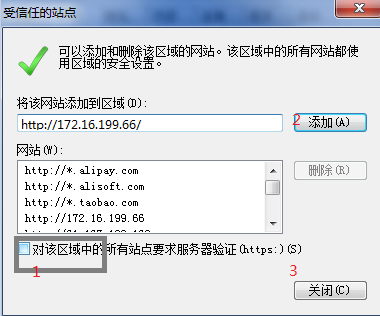 受信任的站点
可以添加和删除该区域的网站。该区域中的所有网站都使
用区域的安全设置。
将该网站添加到区域(D):
http://172.16.199.66/
2 添加(A)
网站(W):
http://*.alipay.com
http://*.alisoft.com
http://*.taobao.com
http://172.16.199.66
删除(R)
对该区域中的所有站点要求服务器验证(https:)(S)
1
3
关闭(C)